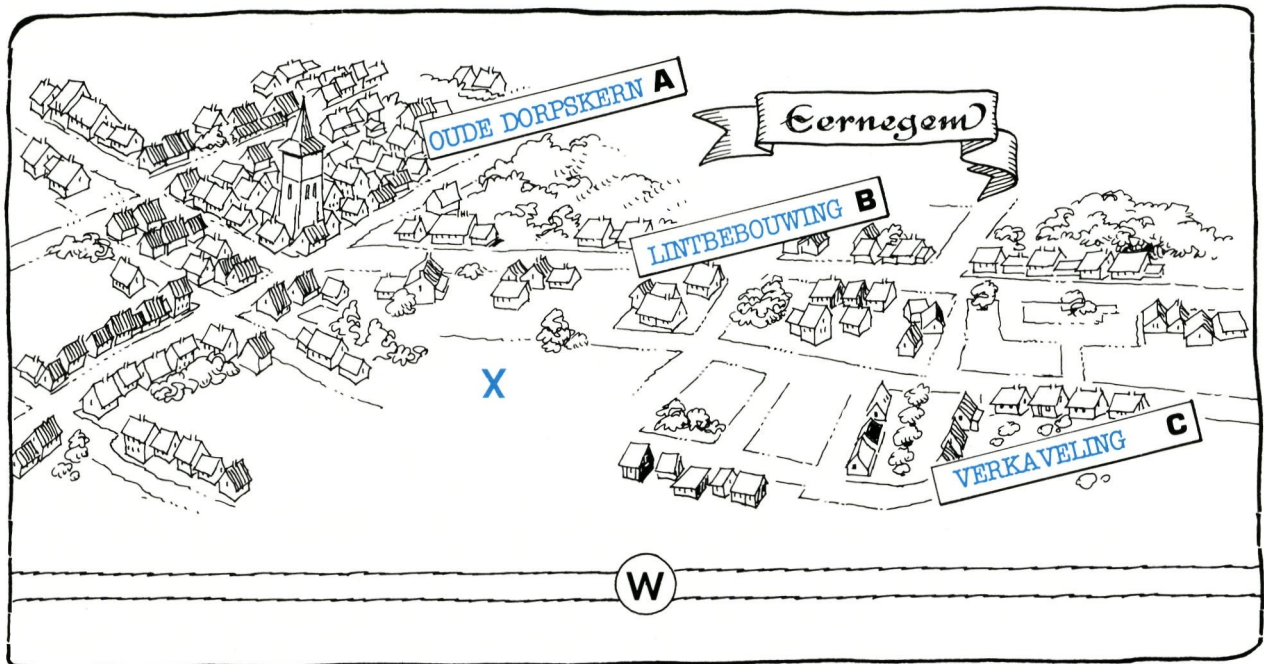 OUDE DORPSKERN A
Eernegem
LINTBEBOUWING B
X
VERKAVELING C
W